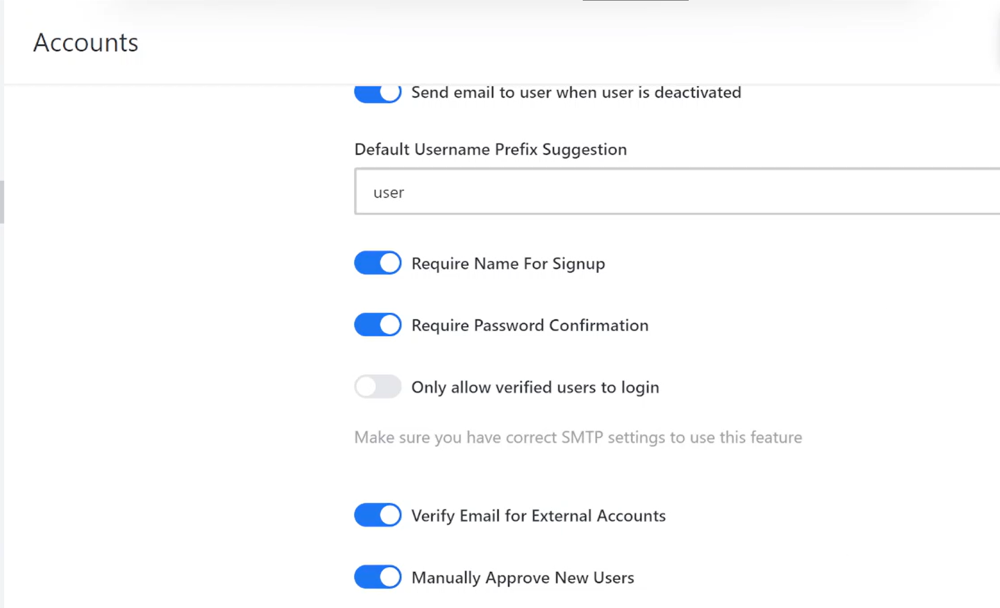 Accounts
Send email to user when user is deactivated
Default Username Prefix Suggestion
user
Require Name For Signup
Require Password Confirmation
Only allow verified users to login
Make sure you have correct SMTP settings to use this feature
Verify Email for External Accounts
Manually Approve New Users